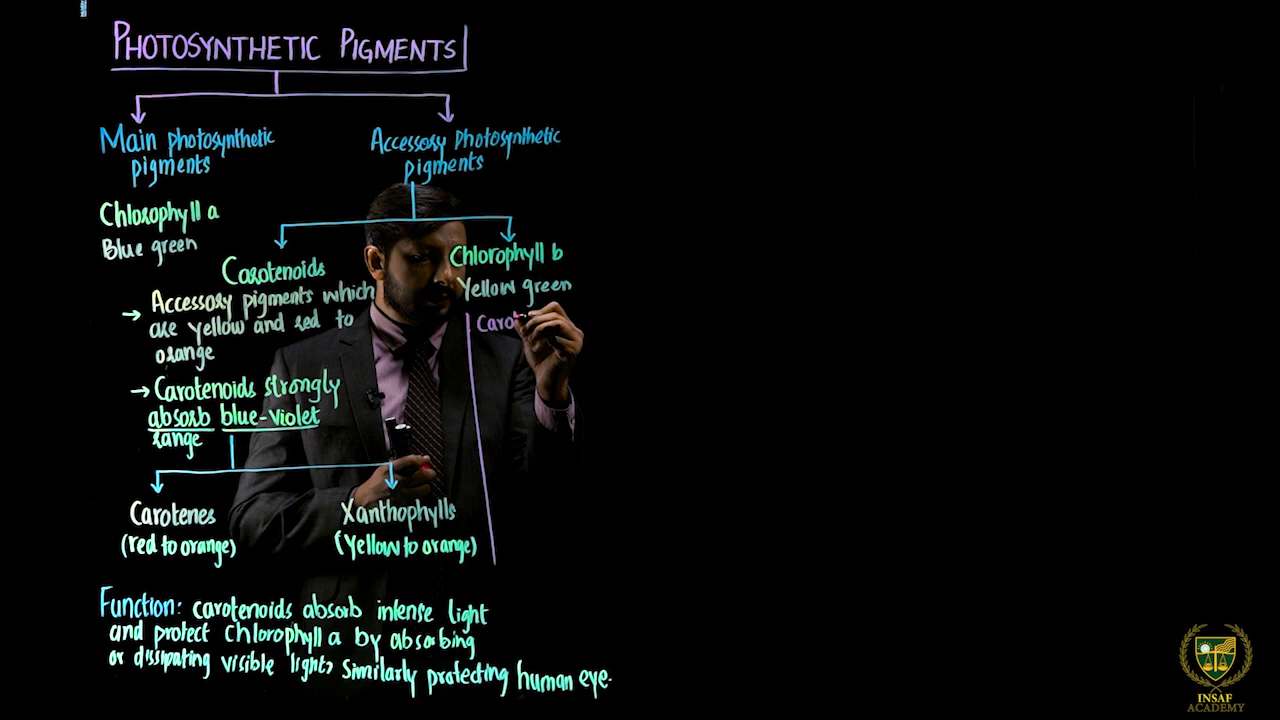 PHOTOSYNTHETIC PIGMENTS
Main photosynthetic
pigments
Accessory photosynthetic
pigments
Chlorophyll a
Blue green
Carotenoids
→ Accessory pigments which
are yellow and red to
orange
→ Carotenoids strongly
absorb blue-violet
range
Chlorophyll b
Yellow green
Caro
Carotenes
(red to orange)
Xanthophylls
(Yellow to orange)
Function: carotenoids absorb intense light
and protect chlorophyll a by absorbing
or dissipating visible light, similarly protecting human eye.
INSAF
ACADEMY